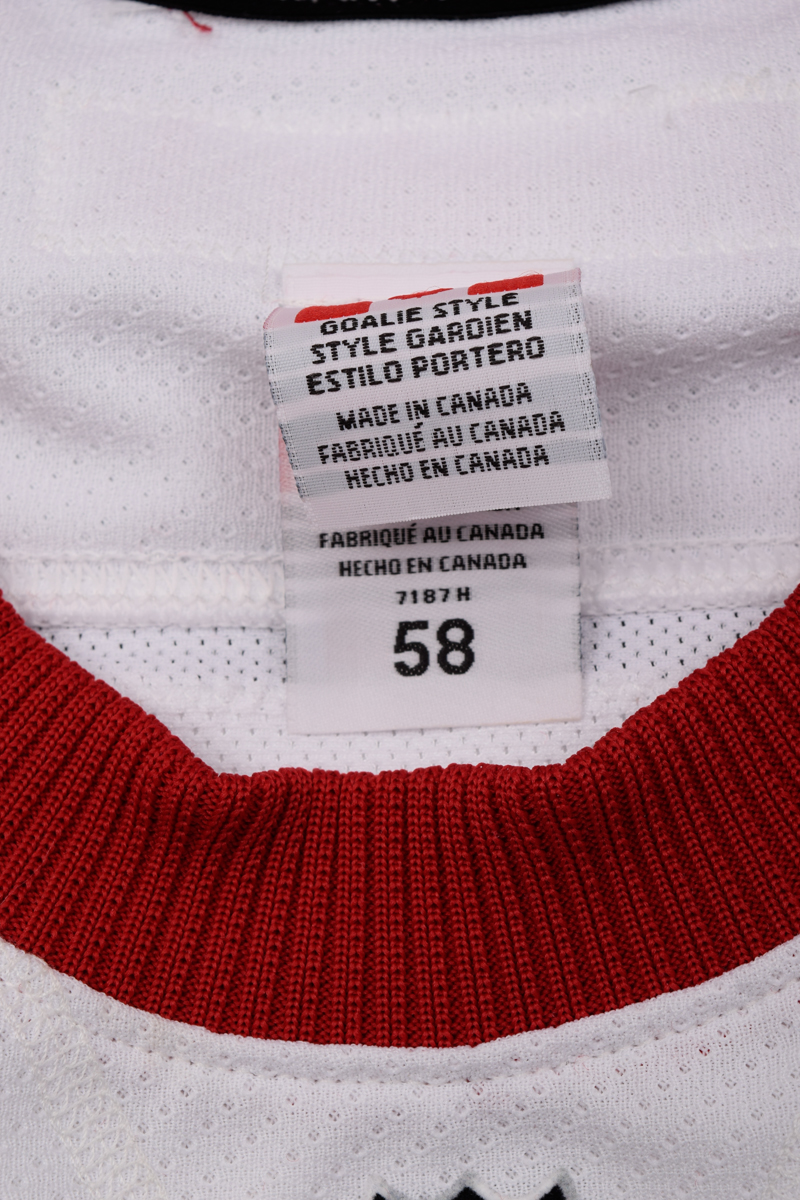 GOALIE STYLE
STYLE GARDIEN
ESTILO PORTERO
MADE IN CANADA
FABRIQUÉ AU CANADA
HECHO EN CANADA
FABRIQUÉ AU CANADA
HECHO EN CANADA
7187 H
58